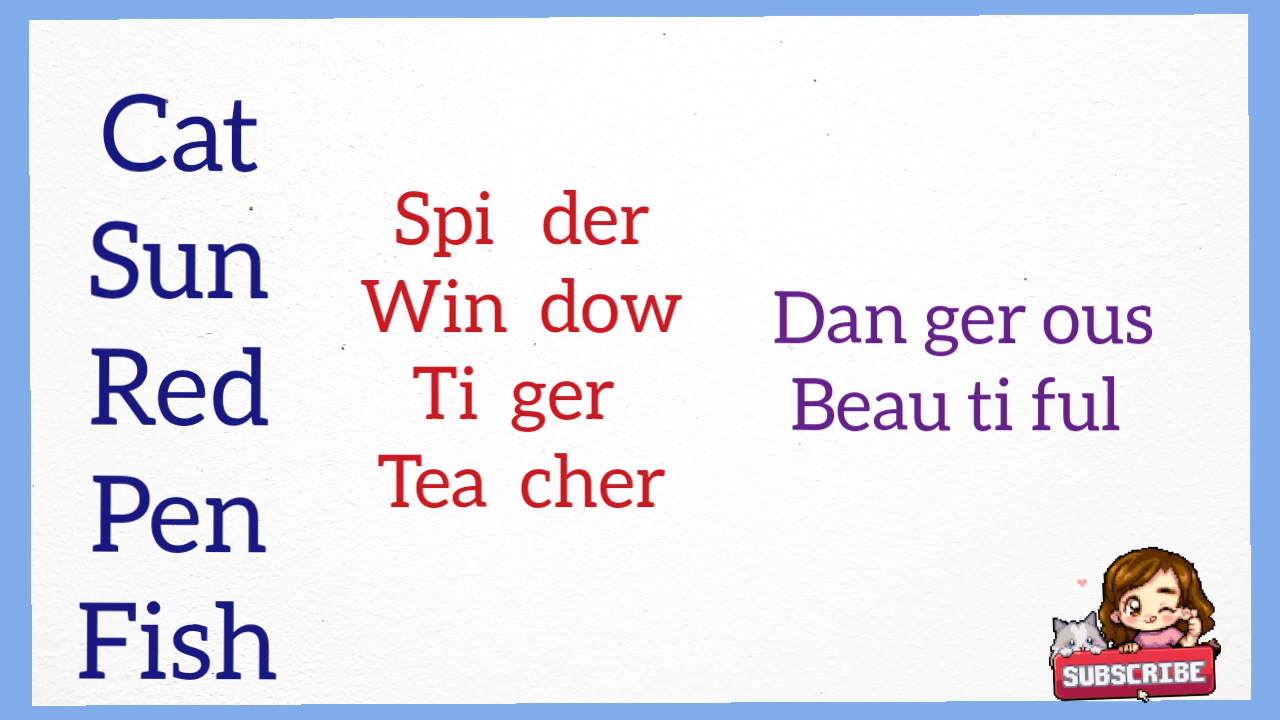 Cat
Sun
Red
Pen
Fish
Spi der
Win dow
Ti ger
Tea cher
Dan ger ous
Beau ti ful
SUBSCRIBE